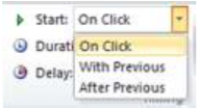 Start: On Click
Durati On Click
With Previous
Delay: After Previous